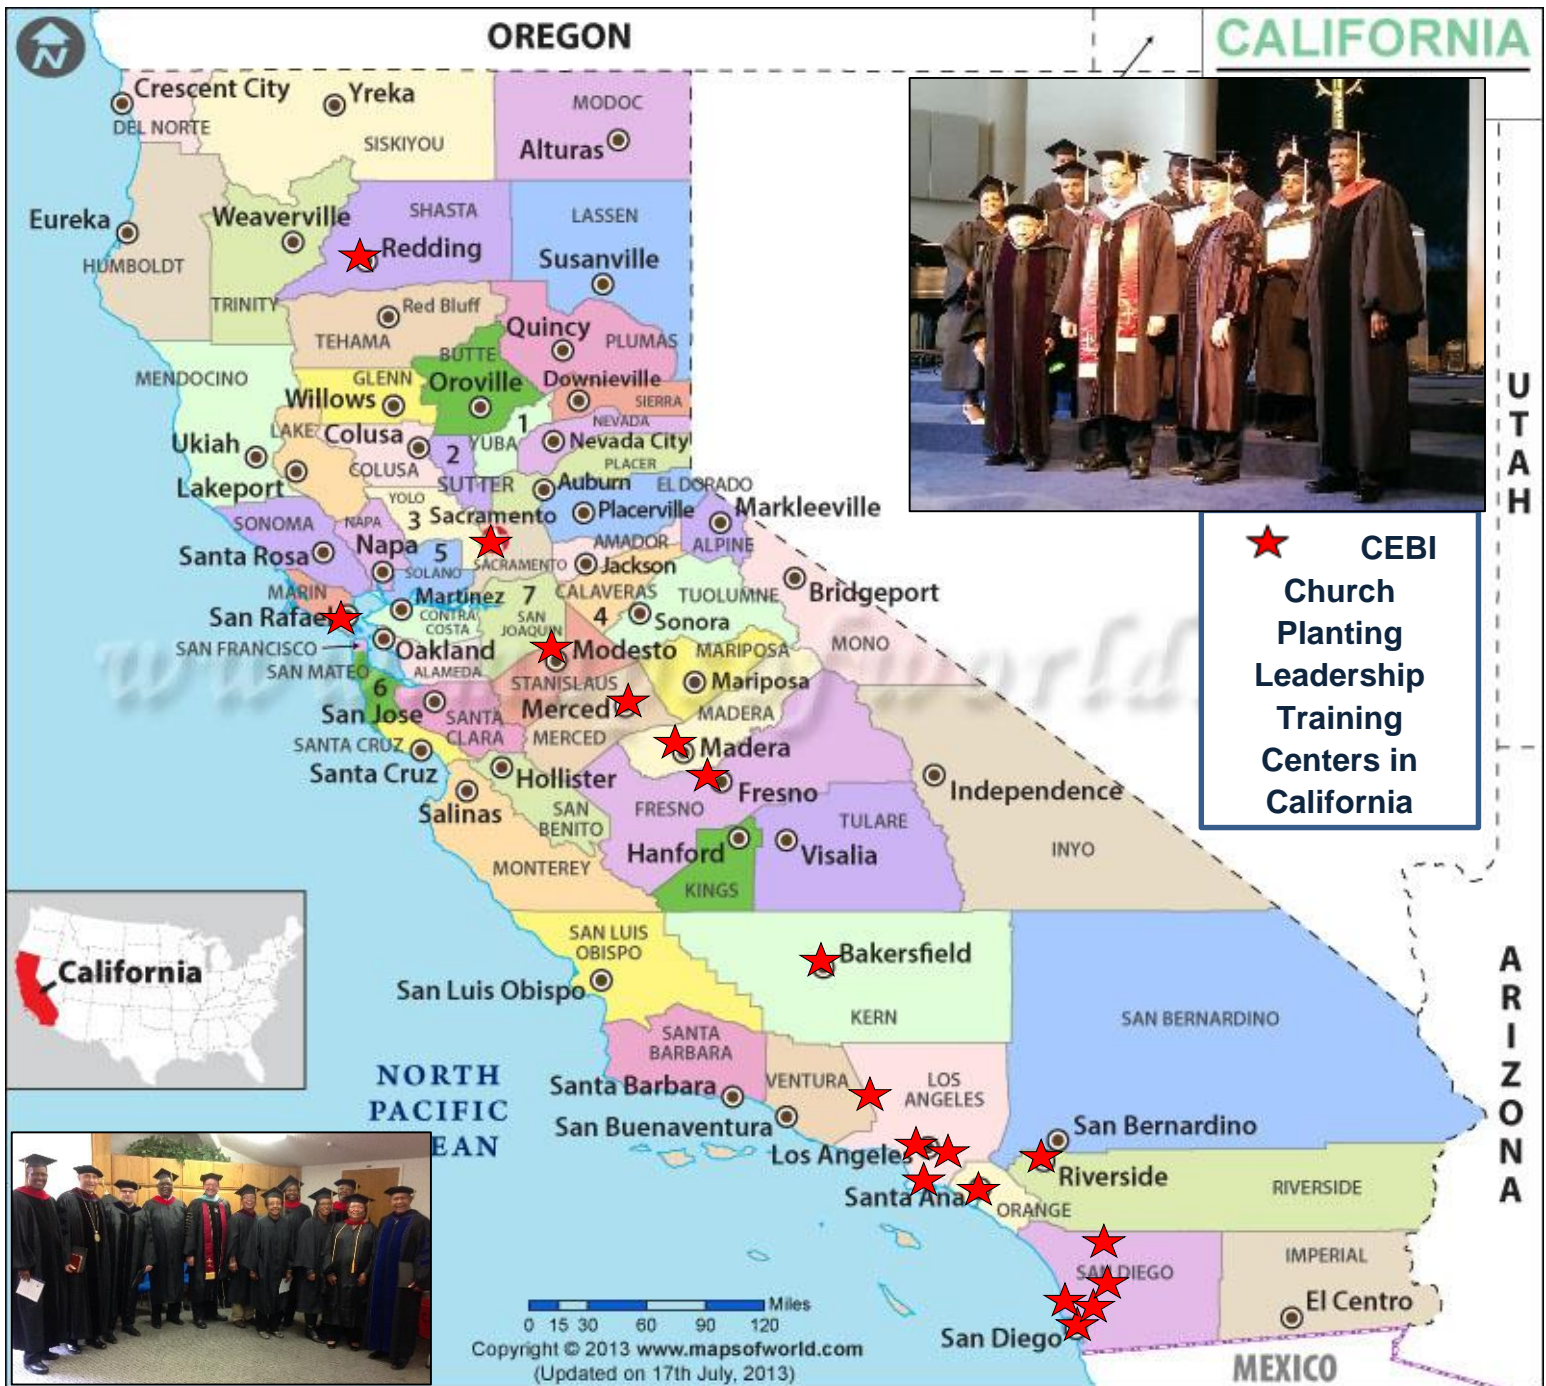 N
OREGON
CALIFORNIA
Crescent City
Yreka
MODOC
DEL NORTE
SISKIYOU
Alturas
Eureka
Weaverville
SHASTA
LASSEN
Redding
HUMBOLDT
Susanville
TRINITY
Red Bluff
Quincy
TEHAMA
PLUMAS
BUTTE
MENDOCINO
GLENN
Oroville
Downieville
Willows
SIERRA
UTAH
LAKE
Colusa
1
NEVADA
Ukiah
YUBA
Nevada City
2
COLUSA
PLACER
Lakeport
SUTTER
Auburn
EL DORADO
YOLO
Markleeville
SONOMA
NAPA
3
Sacramento
Placerville
Napa
5
AMADOR
ALPINE
Santa Rosa
SOLANO
SACRAMENTO
Jackson
MARIN
Martinez
7
CALAVERAS
TUOLUMNE
Bridgeport
San Rafael
CONTRA
COSTA
SAN
JOAQUIN
4
Sonora
SAN FRANCISCO
Oakland
Modesto
MARIPOSA
MONO
SAN MATEO
ALAMEDA
6
STANISLAUS
Mariposa
San Jose
SANTA
CLARA
Merced
MADERA
SANTA CRUZ
MERCED
Madera
Santa Cruz
Hollister
Fresno
Independence
Salinas
SAN
BENITO
FRESNO
TULARE
Hanford
Visalia
INYO
MONTEREY
KINGS
CEBI
Church
Planting
Leadership
Training
Centers in
California
California
SAN LUIS
OBISPO
Bakersfield
San Luis Obispo
KERN
SAN BERNARDINO
ARIZONA
SANTA
BARBARA
NORTH
PACIFIC
EAN
Santa Barbara
VENTURA
LOS
ANGELES
San Buenaventura
San Bernardino
Los Angeles
Riverside
Santa Ana
ORANGE
RIVERSIDE
SAN DIEGO
IMPERIAL
El Centro
San Diego
MEXICO
Miles
0 15 30 60 90 120
Copyright © 2013 www.mapsofworld.com
(Updated on 17th July, 2013)